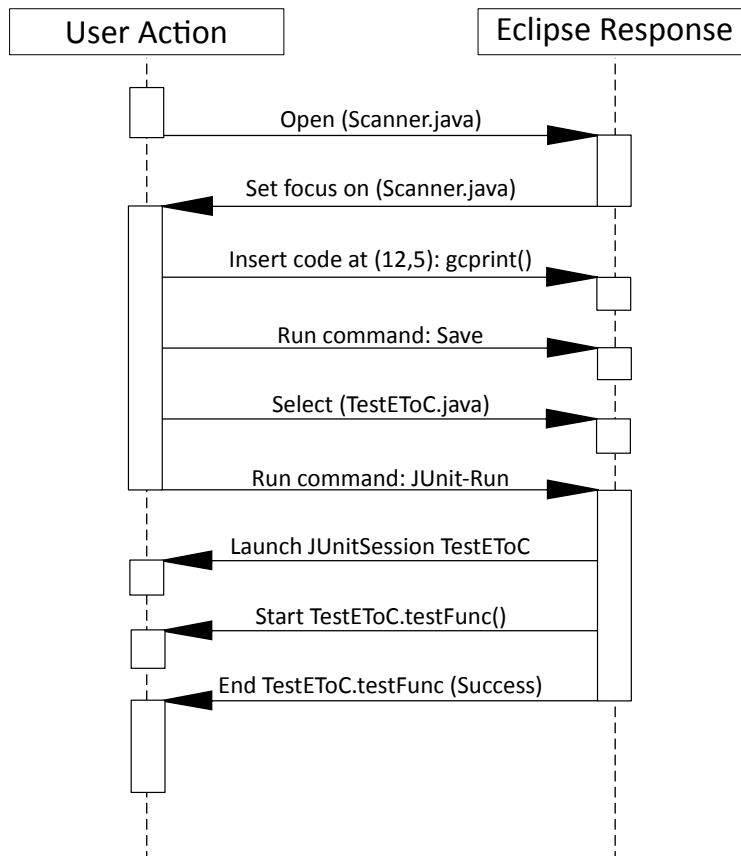 User Action
Eclipse Response
Open (Scanner.java)
Set focus on (Scanner.java)
Insert code at (12,5): gcprint()
Run command: Save
Select (TestEToC.java)
Run command: JUnit-Run
Launch JUnitSession TestEToC
Start TestEToC.testFunc()
End TestEToC.testFunc (Success)